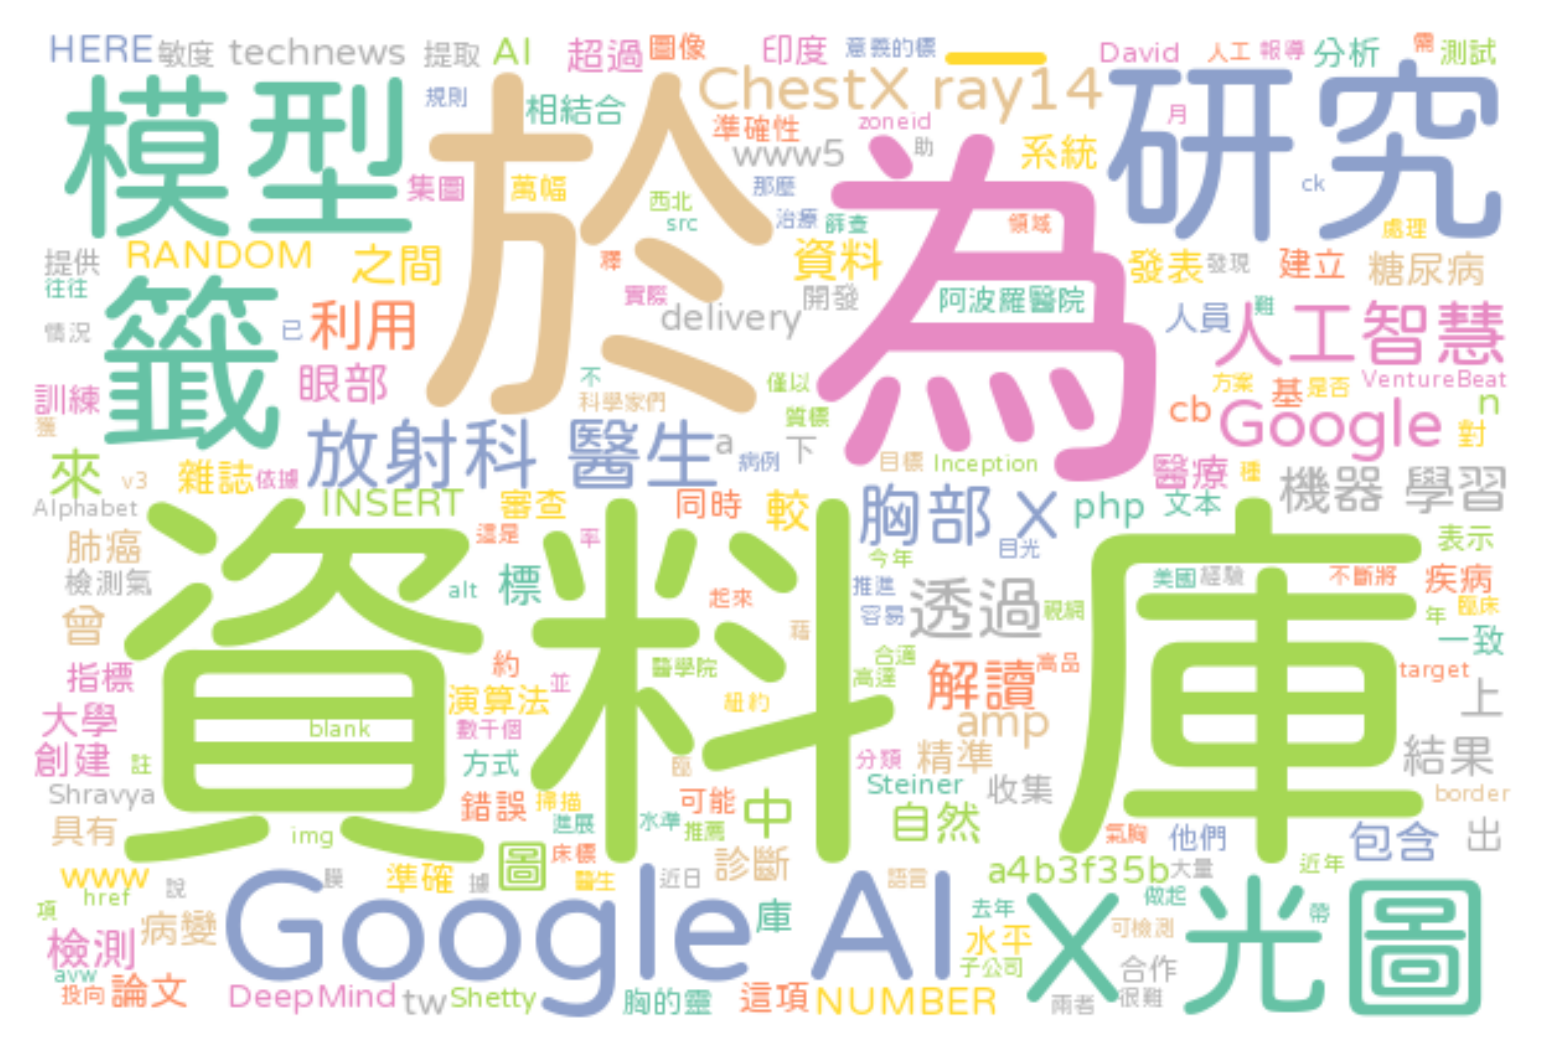 HERE 敏度 technews 提取 AI 超過 圖像 印度 意義的標 一 David 人工 報導 分析 需 測試
規則 相結合 ChestX ray14 月
模型 於 為 研究
準確性 zoneid
www5 助 系統
集圖 萬幅 西北 那麼 ck
src 治療 篩查 領域 處理
提供 RANDOM 之間 釋 資料 發表 發現 建立 糖尿病
往往 實際 開發 阿波羅醫院
籤 情況 已 利用 delivery 人員 難 人工智慧
訓練 眼部 不 僅以 方案 基 是否 VentureBeat
獲 科學家們 質標 cb Google n
來 放射科 醫生 a 病例 下 對
v3 雜誌 依據 目標 Inception 醫療 種 機器 學習
Alphabet INSERT 審查 同時 較 胸部 X php 文本
肺癌 這是 率 今年 目光 表示
資料庫
檢測氣 alt 標 起來 推進 透過 視網 美國 經驗 不斷將 疾病
曾 藉 容易 年 臨床
一致
指標 約 並 醫學院 合適 高達 解讀 高品 target
大學 演算法 紐約 amp 上
blank 數千個
創建 註 方式 臨 分類 精準 結果
Shravya 錯誤 掃描 可能 中 Steiner 收集 border
具有 img 進展 水準 推薦 自然 氣胸 他們 包含 出
www 圖 床標 診斷 a4b3f35b 大量 近年
href 說 膜 準確 據 醫生 近日 語言 做起
項 病變 Google AI 庫 去年 X光圖 帶
檢測 水平 可檢測
avw 子公司 合作
投向 論文 DeepMind tw Shetty 胸的靈 這項 NUMBER 兩者 很難